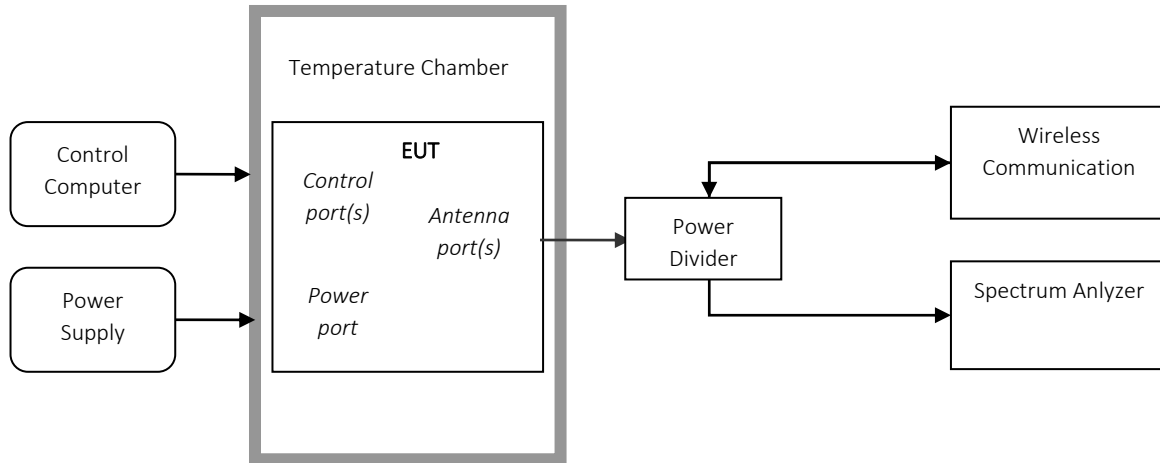 Temperature Chamber
Control
Computer
Power
Supply
EUT
Control
port(s)
Antenna
port(s)
Power
port
Power
Divider
Wireless
Communication
Spectrum Anlyzer